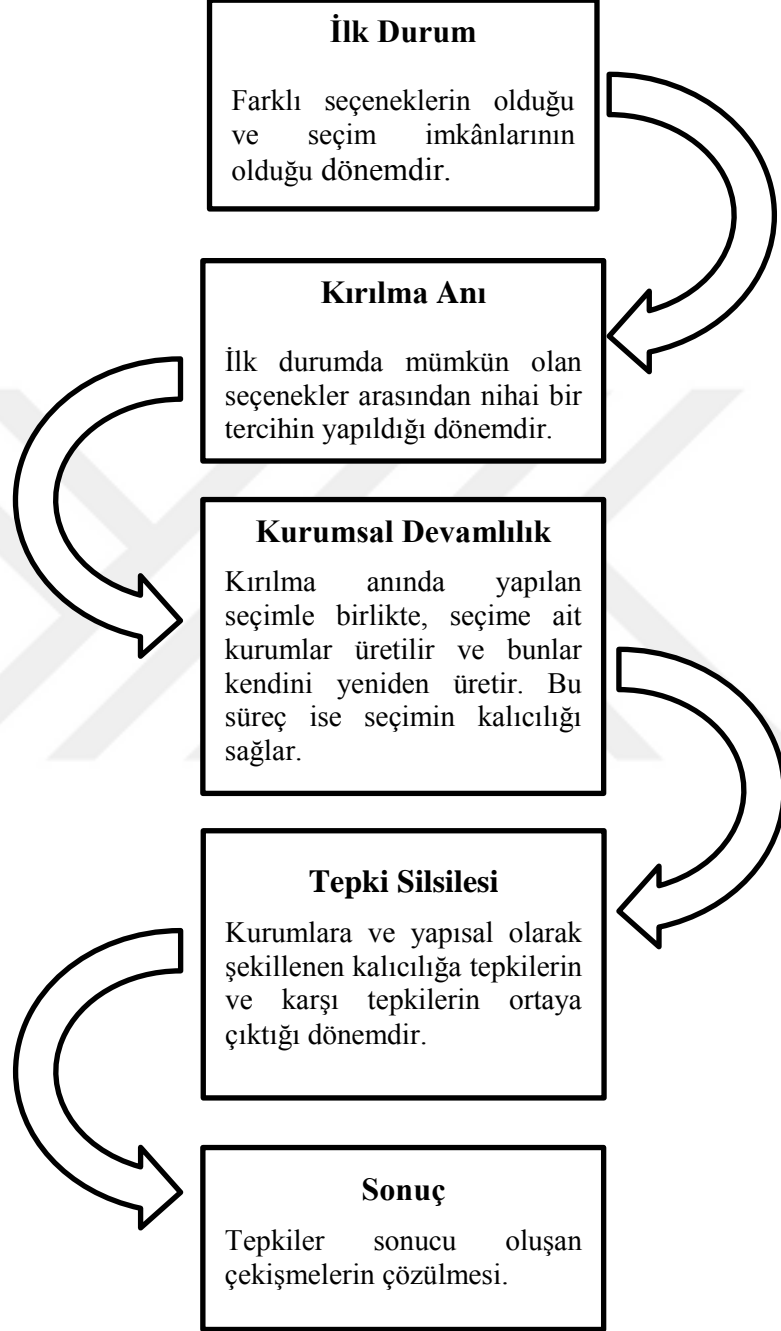 İlk Durum
Farklı seçeneklerin olduğu
ve seçim imkânlarının
olduğu dönemdir.
Kırılma Anı
İlk durumda mümkün olan
seçenekler arasından nihai bir
tercihin yapıldığı dönemdir.
Kurumsal Devamlılık
Kırılma anında yapılan
seçimle birlikte, seçime ait
kurumlar üretilir ve bunlar
kendini yeniden üretir. Bu
süreç ise seçimin kalıcılığı
sağlar.
Tepki Silsilesi
Kurumlara ve yapısal olarak
şekillenen kalıcılığa tepkilerin
ve karşı tepkilerin ortaya
çıktığı dönemdir.
Sonuç
Tepkiler sonucu oluşan
çekişmelerin çözülmesi.